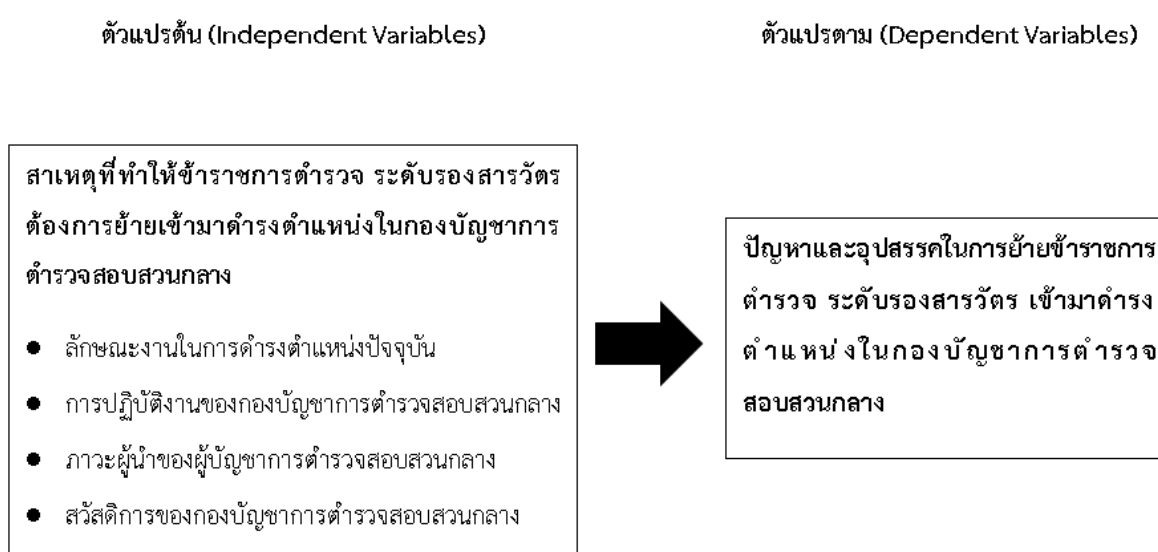 ตัวแปรต้น (Independent Variables)
ตัวแปรตาม (Dependent Variables)
สาเหตุที่ทำให้ข้าราชการตำรวจ ระดับรองสารวัตร
ต้องการย้ายเข้ามาดำรงตำแหน่งในกองบัญชาการ
ตำรวจสอบสวนกลาง
● ลักษณะงานในการดำรงตำแหน่งปัจจุบัน
● การปฏิบัติงานของกองบัญชาการตำรวจสอบสวนกลาง
● ภาวะผู้นำของผู้บัญชาการตำรวจสอบสวนกลาง
● สวัสดิการของกองบัญชาการตำรวจสอบสวนกลาง
ปัญหาและอุปสรรคในการย้ายข้าราชการ
ตำรวจ ระดับรองสารวัตร เข้ามาดำรง
ตำแหน่งในกองบัญชาการตำรวจ
สอบสวนกลาง